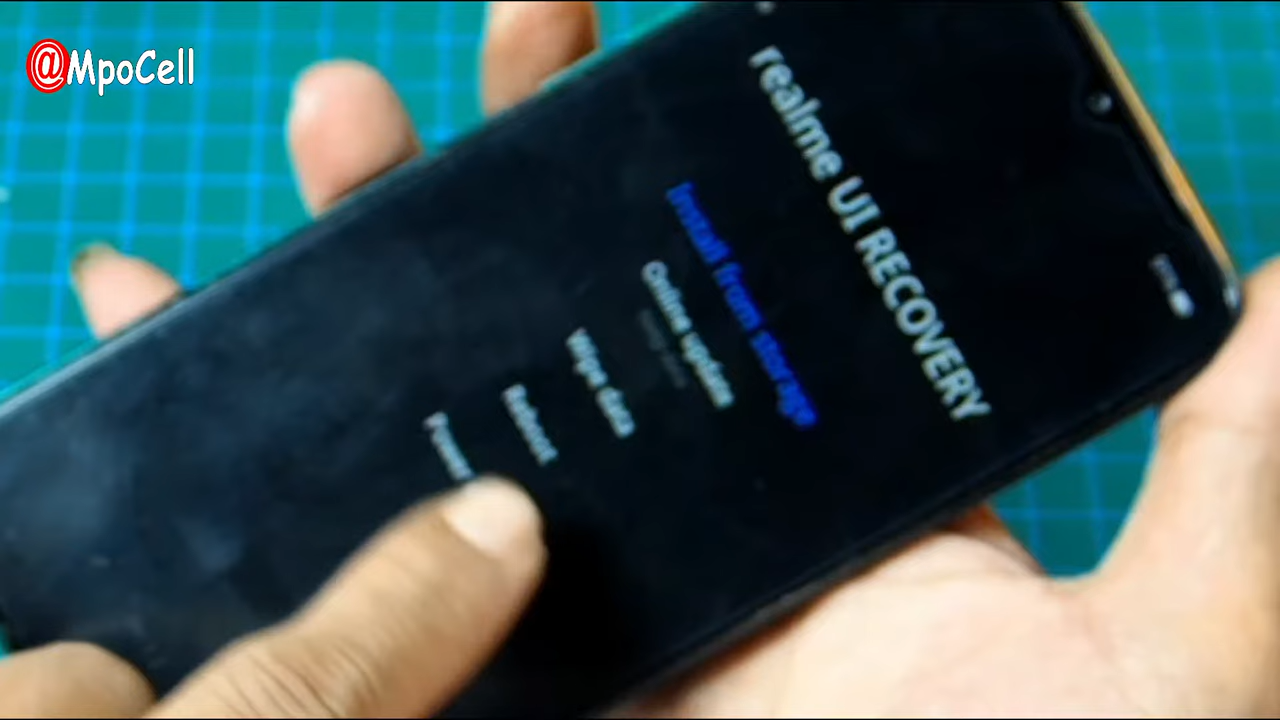 @MpoCell
realme UI RECOVERY
Install from storage
Online update
Wipe data
Reboot
Power